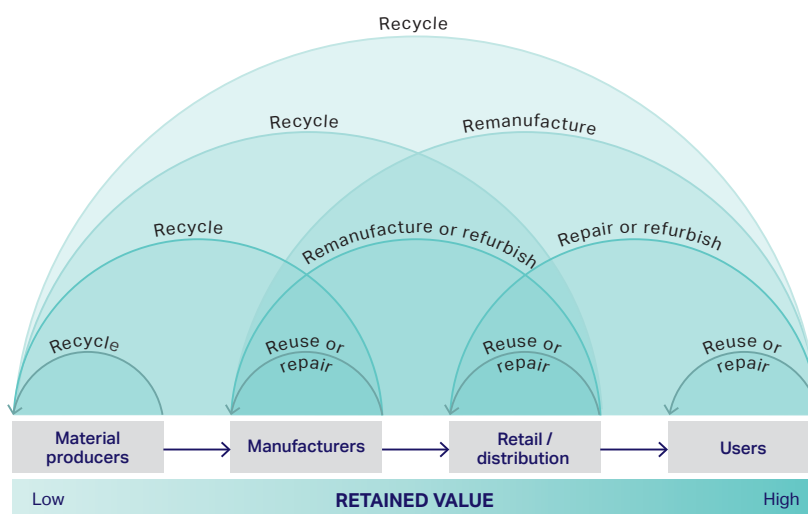 Recycle
Recycle
Remanufacture
Recycle
Remanufacture or refurbish
Repair or refurbish
Recycle
Reuse or
repair
Reuse or
repair
Reuse or
repair
Material
producers
Manufacturers
Retail /
distribution
Users
Low
RETAINED VALUE
High